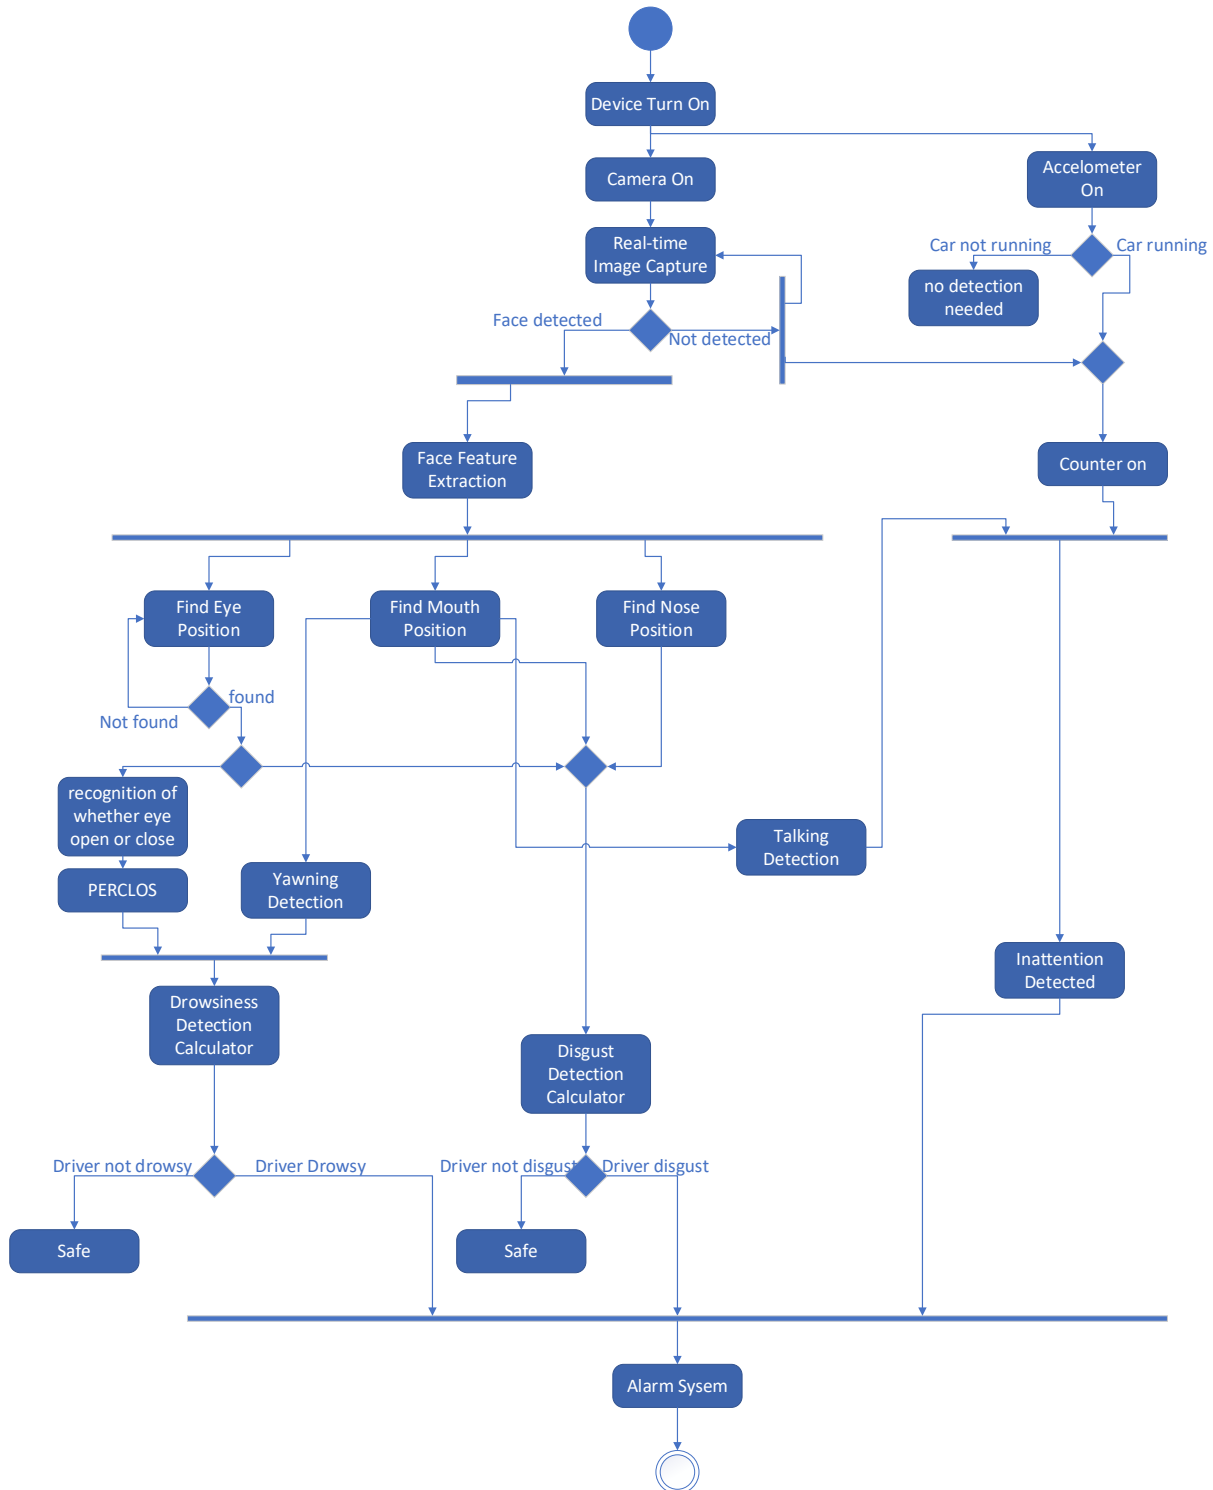 Device Turn On
Camera On
Accelometer
On
Real-time
Image Capture
Car not running
Car running
no detection
needed
Face detected
Not detected
Face Feature
Extraction
Counter on
Find Eye
Position
Find Mouth
Position
Find Nose
Position
found
Not found
recognition of
whether eye
open or close
Talking
Detection
PERCLOS
Yawning
Detection
Inattention
Detected
Drowsiness
Detection
Calculator
Disgust
Detection
Calculator
Driver not drowsy
Driver Drowsy
Driver not disgust
Driver disgust
Safe
Safe
Alarm Sysem